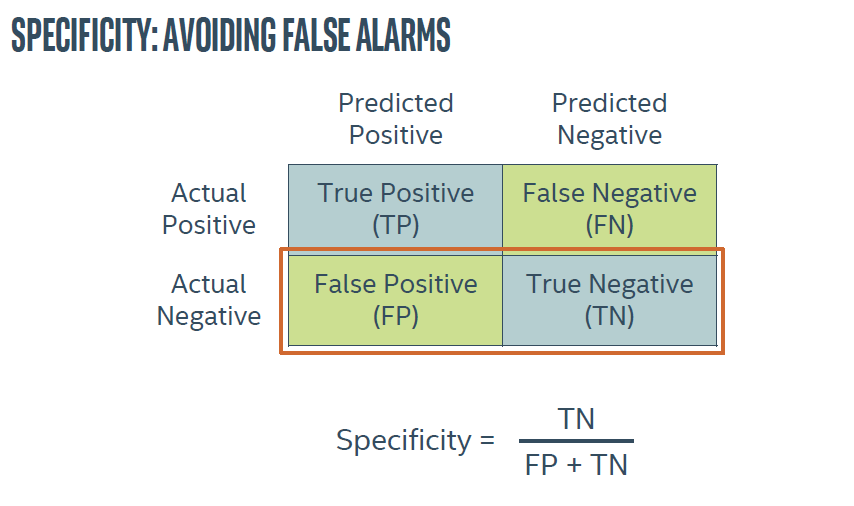 SPECIFICITY: AVOIDING FALSE ALARMS
Predicted
Positive
Predicted
Negative
Actual
Positive
True Positive
(TP)
False Negative
(FN)
Actual
Negative
False Positive
(FP)
True Negative
(TN)
Specificity =
TN
FP + TN